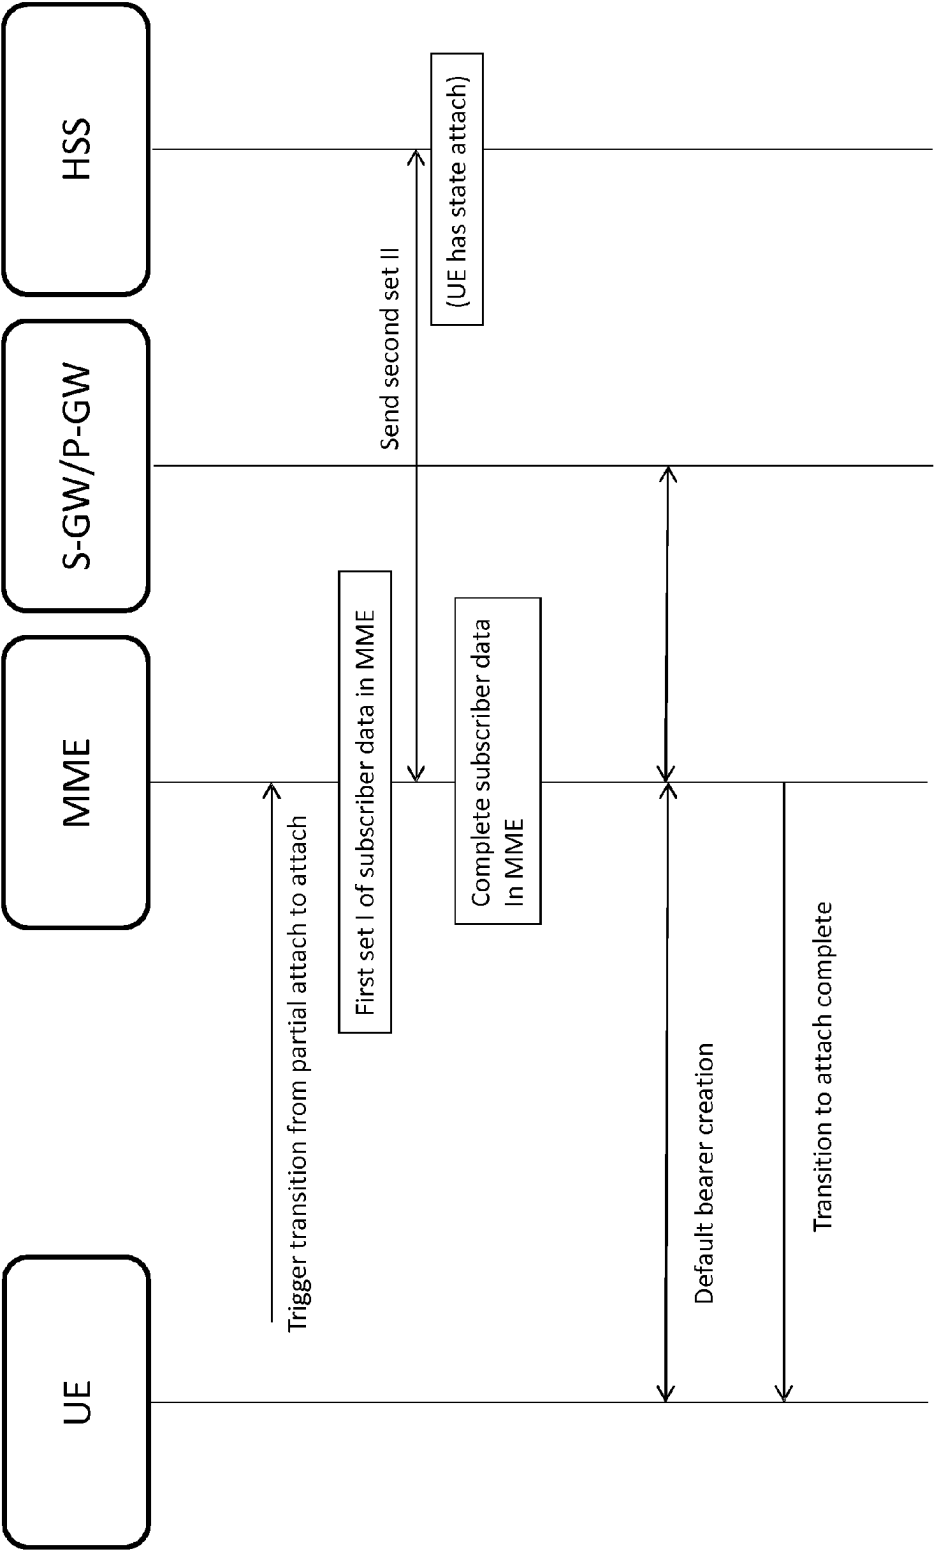 UE
MME
S-GW/P-GW
HSS
Trigger transition from partial attach to attach
First set I of subscriber data in MME
Send second set II
(UE has state attach)
Complete subscriber data
In MME
Default bearer creation
Transition to attach complete